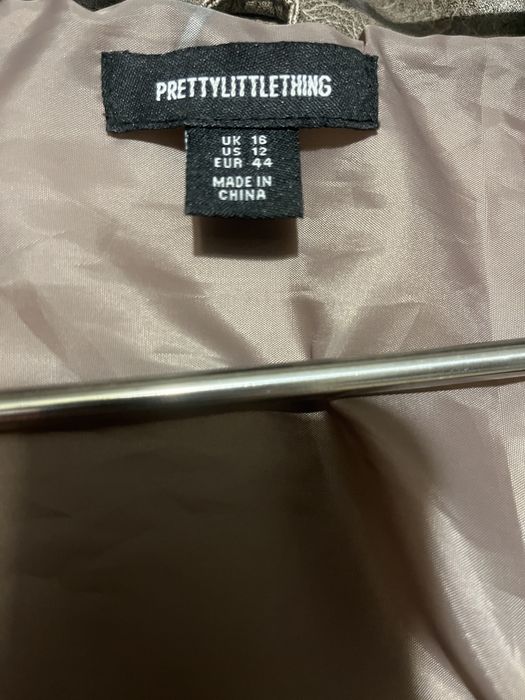 PRETTYLITTLETHING
UK 16
US 12
EUR 44
MADE IN
CHINA